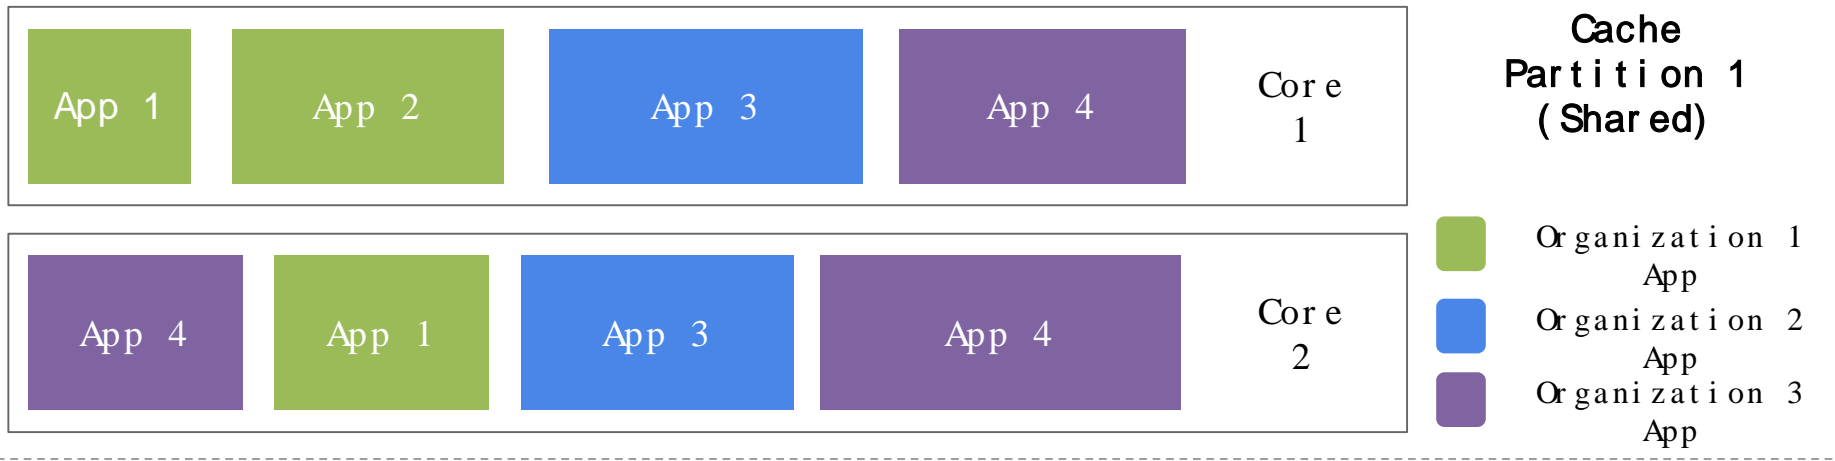 App 1
App 2
App 3
App 4
Core
1
Cache
Partition 1
(Shared)
App 4
App 1
App 3
App 4
Core
2
Organization 1
App
Organization 2
App
Organization 3
App